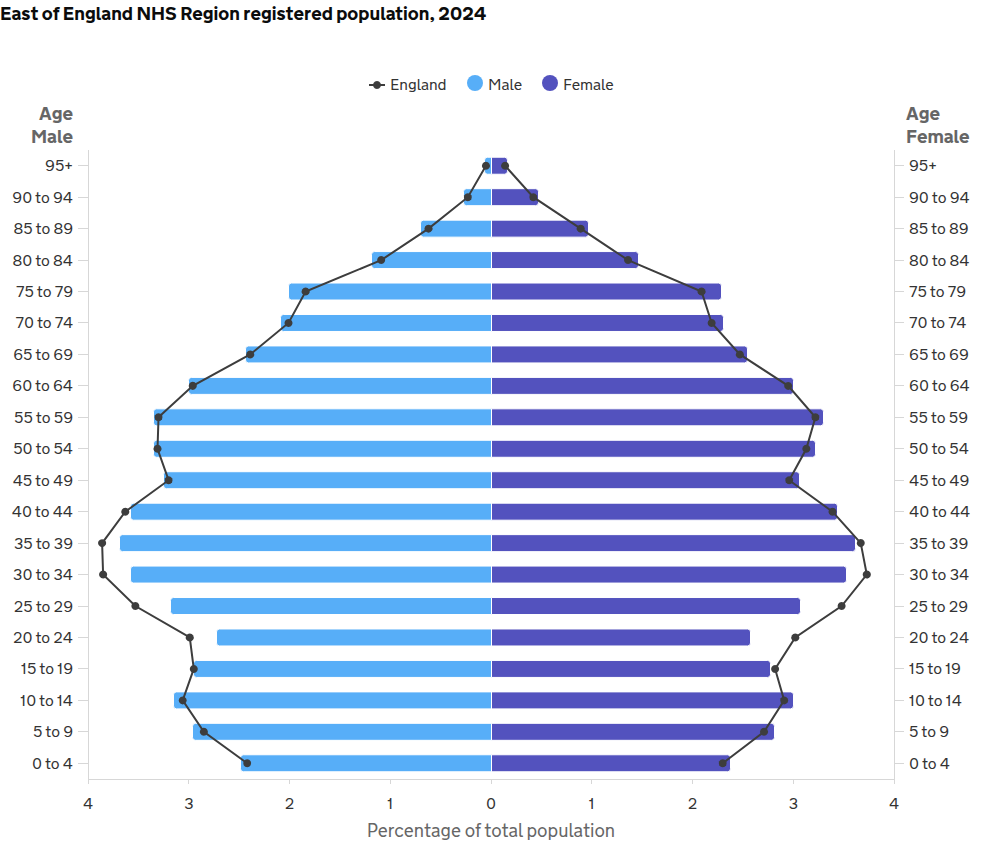 East of England NHS Region registered population, 2024
England Male Female
Age Male Age Female
95+ 95+
90 to 94 90 to 94
85 to 89 85 to 89
80 to 84 80 to 84
75 to 79 75 to 79
70 to 74 70 to 74
65 to 69 65 to 69
60 to 64 60 to 64
55 to 59 55 to 59
50 to 54 50 to 54
45 to 49 45 to 49
40 to 44 40 to 44
35 to 39 35 to 39
30 to 34 30 to 34
25 to 29 25 to 29
20 to 24 20 to 24
15 to 19 15 to 19
10 to 14 10 to 14
5 to 9 5 to 9
0 to 4 0 to 4
4 3 2 1 0 1 2 3 4
Percentage of total population